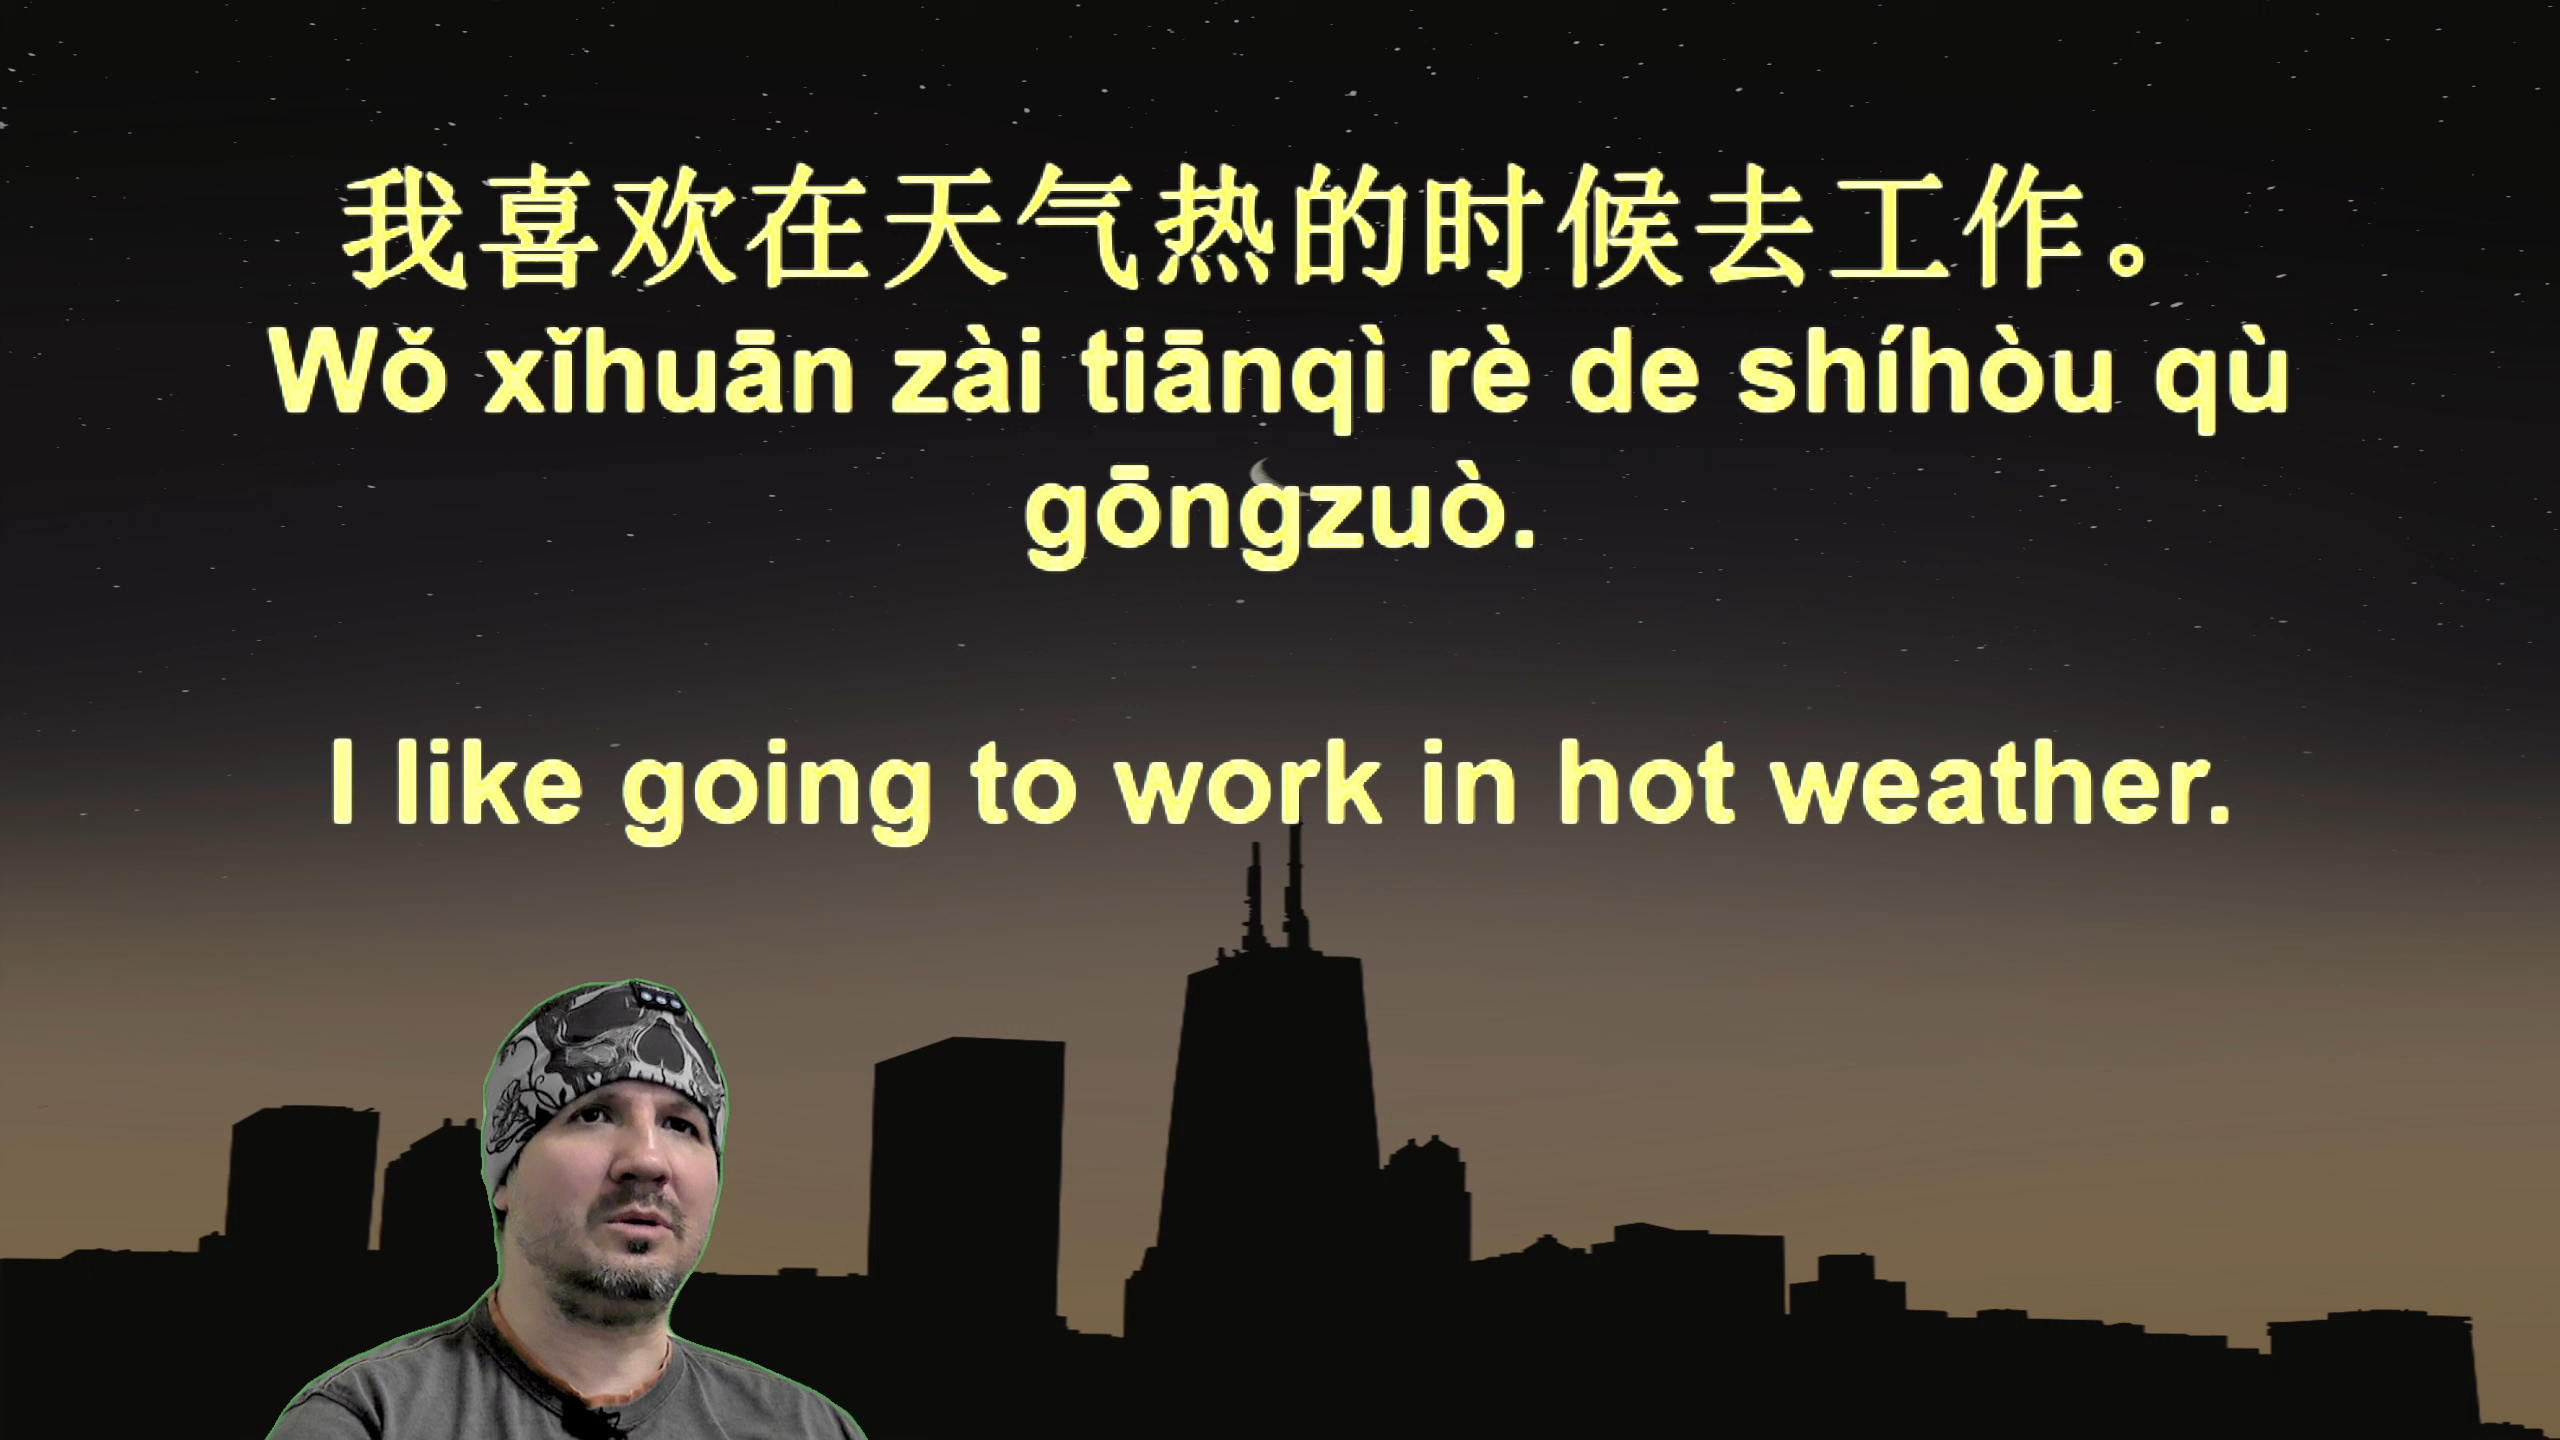 我喜欢在天气热的时候去工作。
Wǒ xǐhuān zài tiānqì rè de shíhòu qù
gōngzuò.
I like going to work in hot weather.